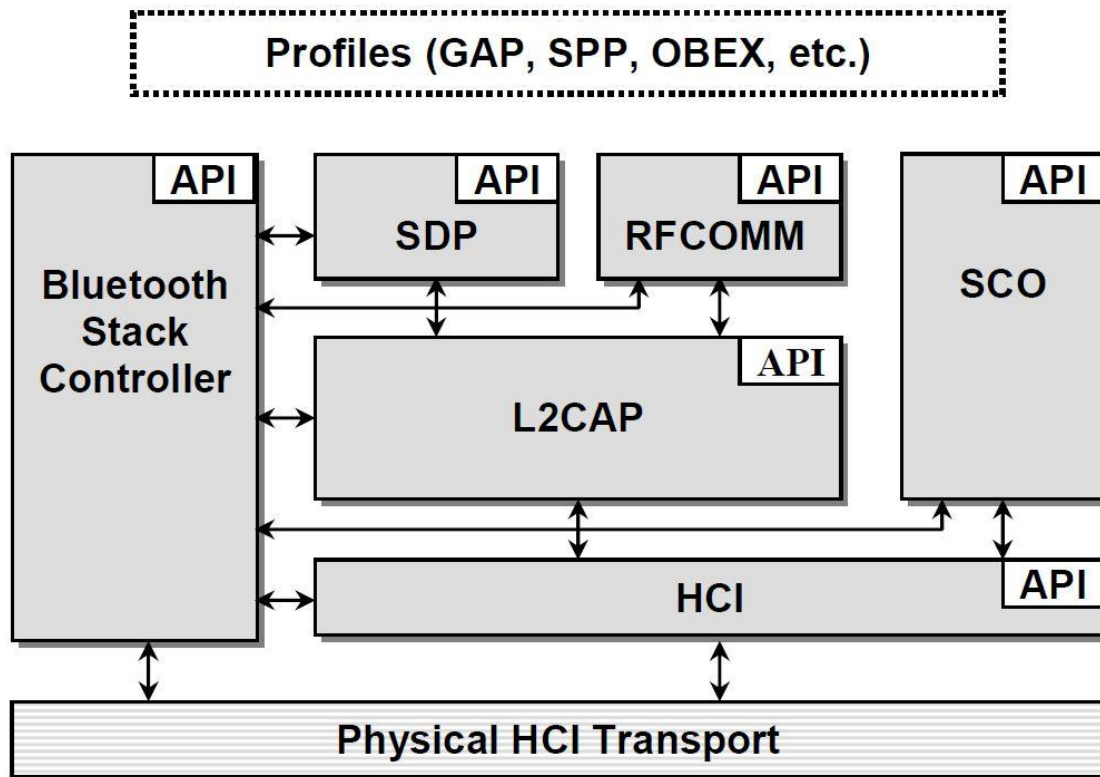 Profiles (GAP, SPP, OBEX, etc.)
API
Bluetooth
Stack
Controller
API
SDP
API
RFCOMM
API
SCO
API
L2CAP
API
HCI
Physical HCI Transport